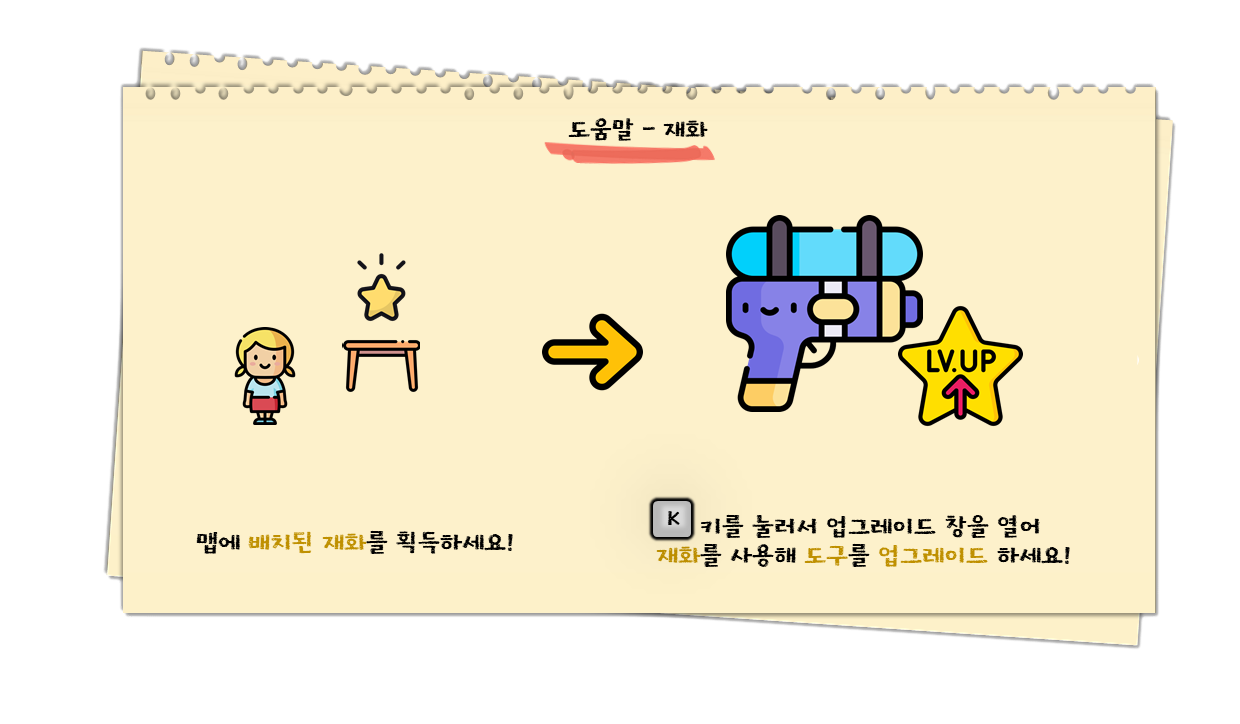 도움말 - 재화
LV.UP
맵에 배치된 재화를 획득하세요!
K 키를 눌러서 업그레이드 창을 열어
재화를 사용해 도구를 업그레이드 하세요!